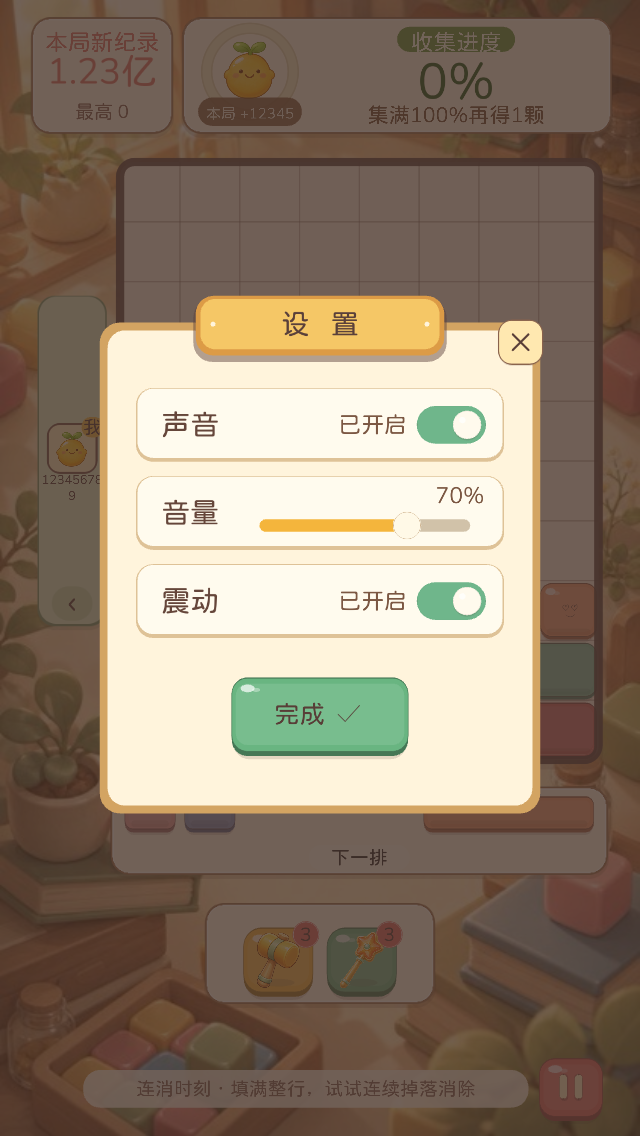 本局新纪录
1.23亿
最高 0
本局 +12345
收集进度
0%
集满100%再得1颗
设 置
声音
已开启
70%
音量
震动
已开启
完成
我
12345678
9
下一排
3
3
连消时刻 · 填满整行，试试连续掉落消除